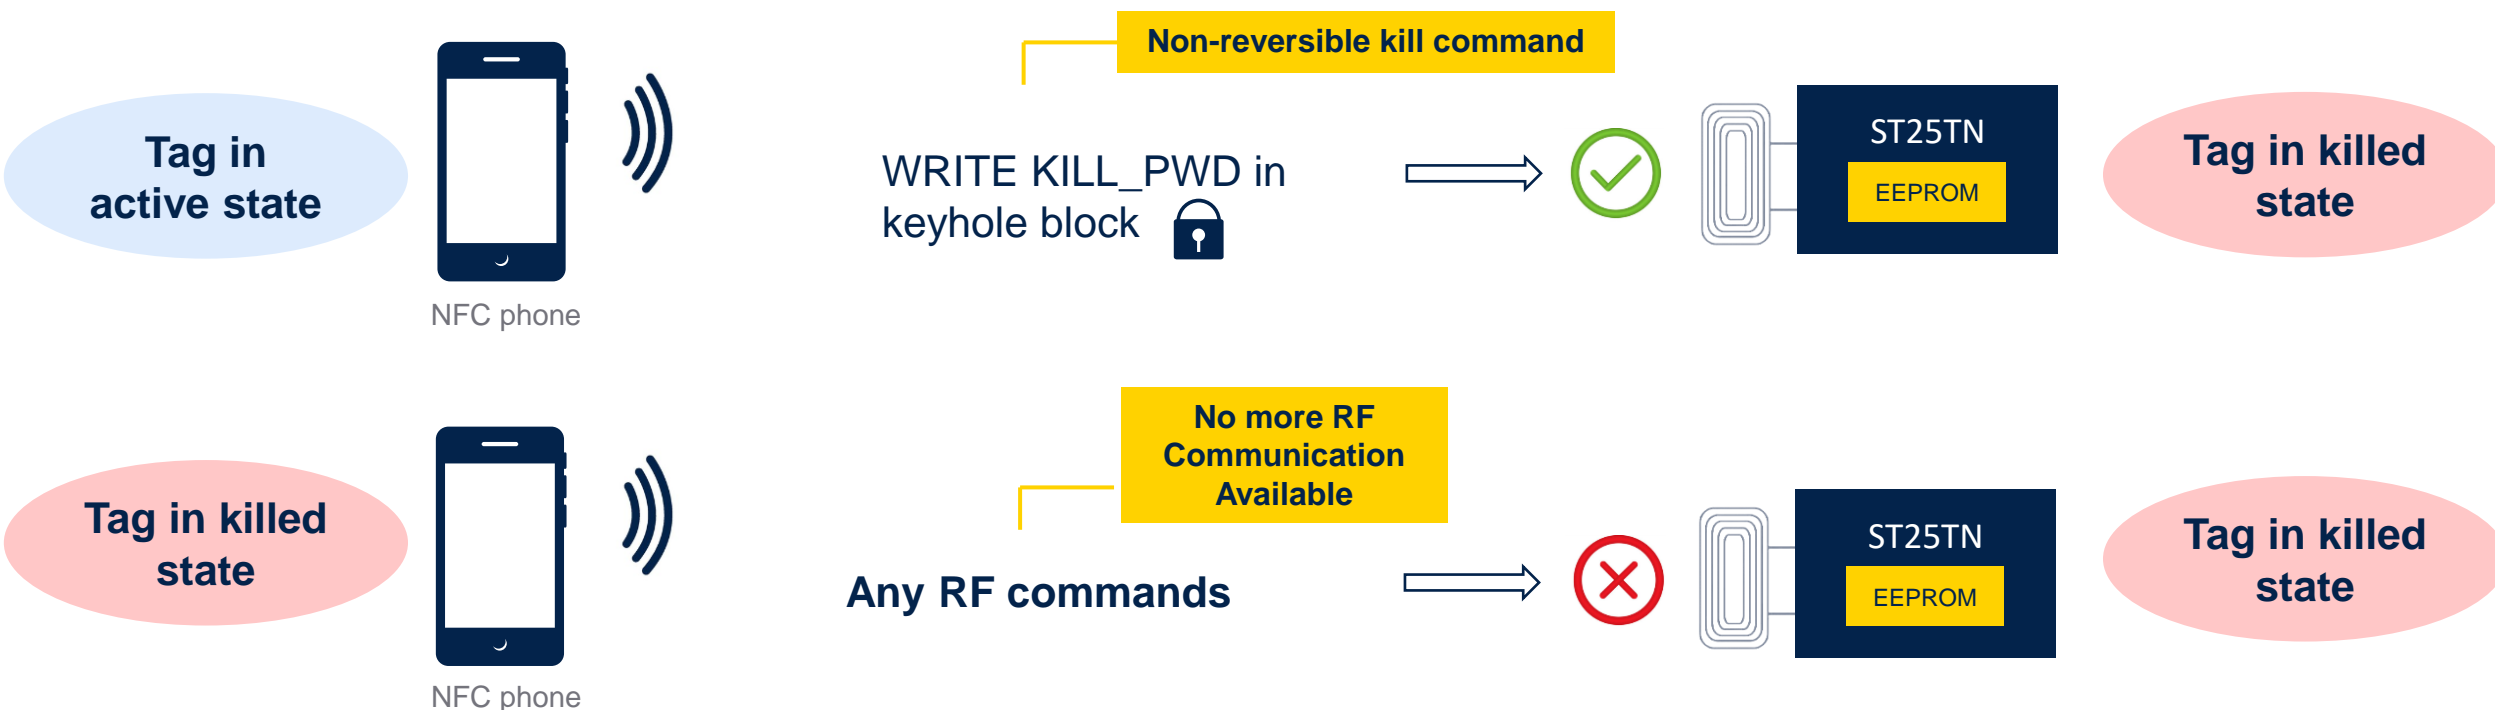 Non-reversible kill command
Tag in
active state
WRITE KILL_PWD in
keyhole block
ST25TN
EEPROM
Tag in killed
state
NFC phone
No more RF
Communication
Available
Tag in killed
state
Any RF commands
ST25TN
EEPROM
Tag in killed
state
NFC phone